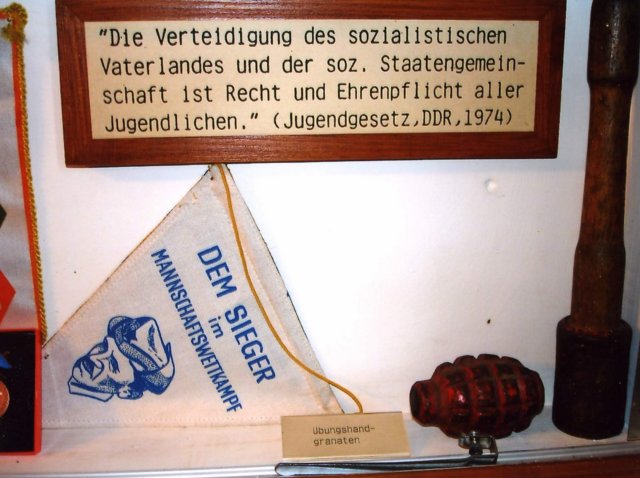 "Die Verteidigung des sozialistischen
Vaterlandes und der soz. Staatengemein-
schaft ist Recht und Ehrenpflicht aller
Jugendlichen." (Jugendgesetz,DDR,1974)
DEM SIEGER
im
MANNSCHAFTSWETTKAMPF
Übungshand-
granaten